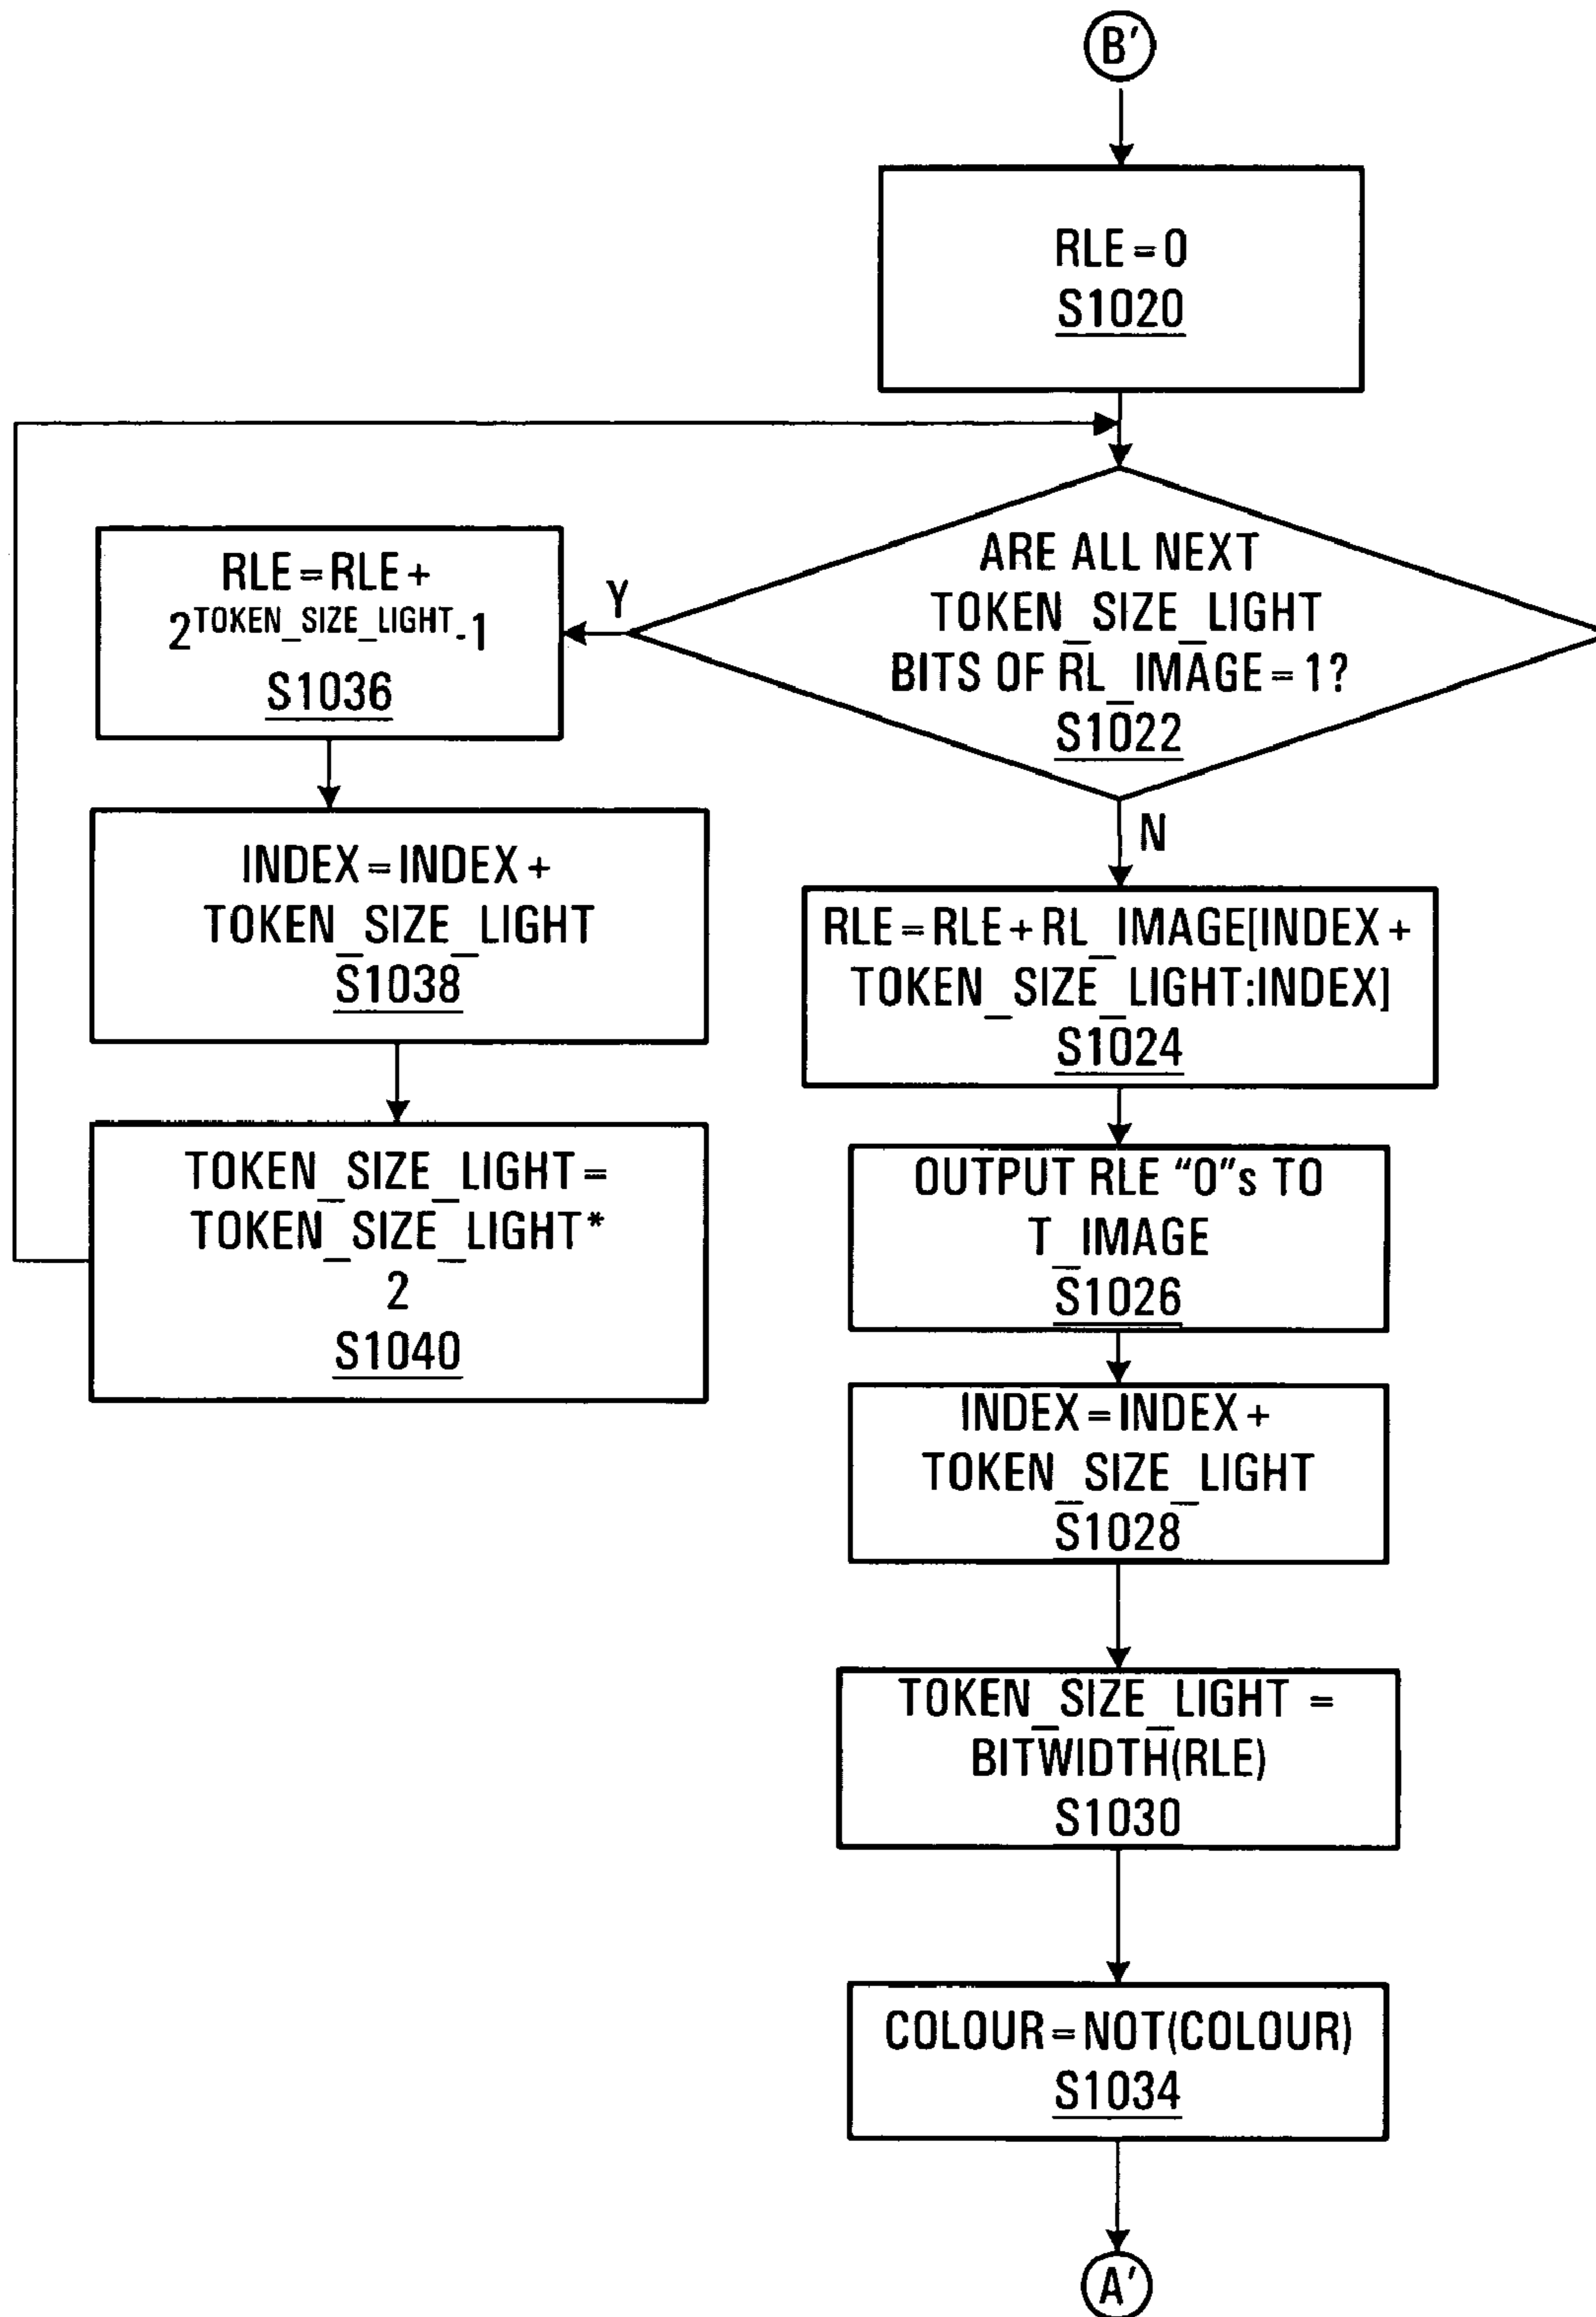 B'
RLE = 0
S1020
ARE ALL NEXT
TOKEN_SIZE_LIGHT
BITS OF RL_IMAGE = 1?
S1022
Y
N
RLE = RLE +
2^TOKEN_SIZE_LIGHT-1
S1036
INDEX = INDEX +
TOKEN_SIZE_LIGHT
S1038
TOKEN_SIZE_LIGHT =
TOKEN_SIZE_LIGHT *
2
S1040
RLE = RLE + RL_IMAGE[INDEX +
TOKEN_SIZE_LIGHT:INDEX]
S1024
OUTPUT RLE “0”s TO
T_IMAGE
S1026
INDEX = INDEX +
TOKEN_SIZE_LIGHT
S1028
TOKEN_SIZE_LIGHT =
BITWIDTH(RLE)
S1030
COLOUR = NOT(COLOUR)
S1034
A'